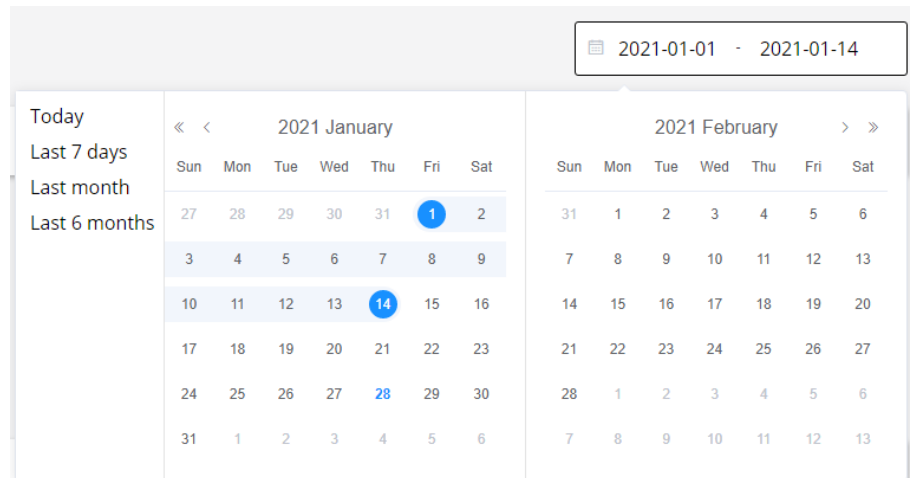 2021-01-01 - 2021-01-14
Today
Last 7 days
Last month
Last 6 months
« < 2021 January
Sun Mon Tue Wed Thu Fri Sat
27 28 29 30 31 1 2
3 4 5 6 7 8 9
10 11 12 13 14 15 16
17 18 19 20 21 22 23
24 25 26 27 28 29 30
31 1 2 3 4 5 6
2021 February > »
Sun Mon Tue Wed Thu Fri Sat
31 1 2 3 4 5 6
7 8 9 10 11 12 13
14 15 16 17 18 19 20
21 22 23 24 25 26 27
28 1 2 3 4 5 6
7 8 9 10 11 12 13